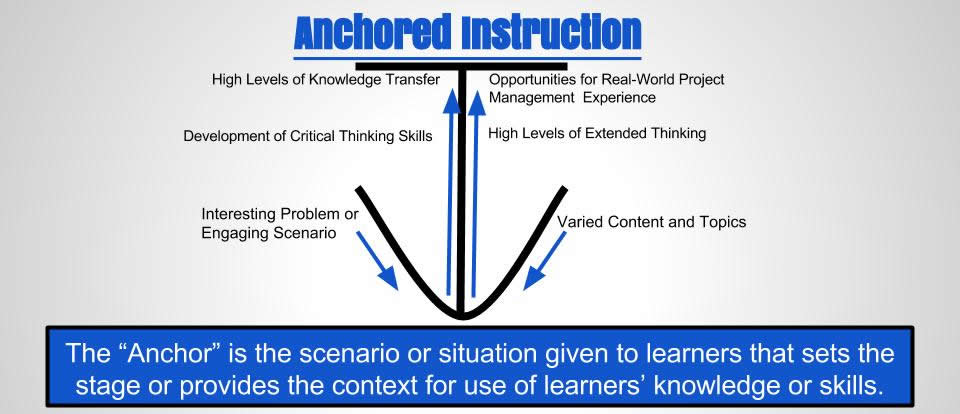 Anchored Instruction
High Levels of Knowledge Transfer
Opportunities for Real-World Project
Management Experience
Development of Critical Thinking Skills
High Levels of Extended Thinking
Interesting Problem or
Engaging Scenario
Varied Content and Topics
The “Anchor” is the scenario or situation given to learners that sets the
stage or provides the context for use of learners’ knowledge or skills.